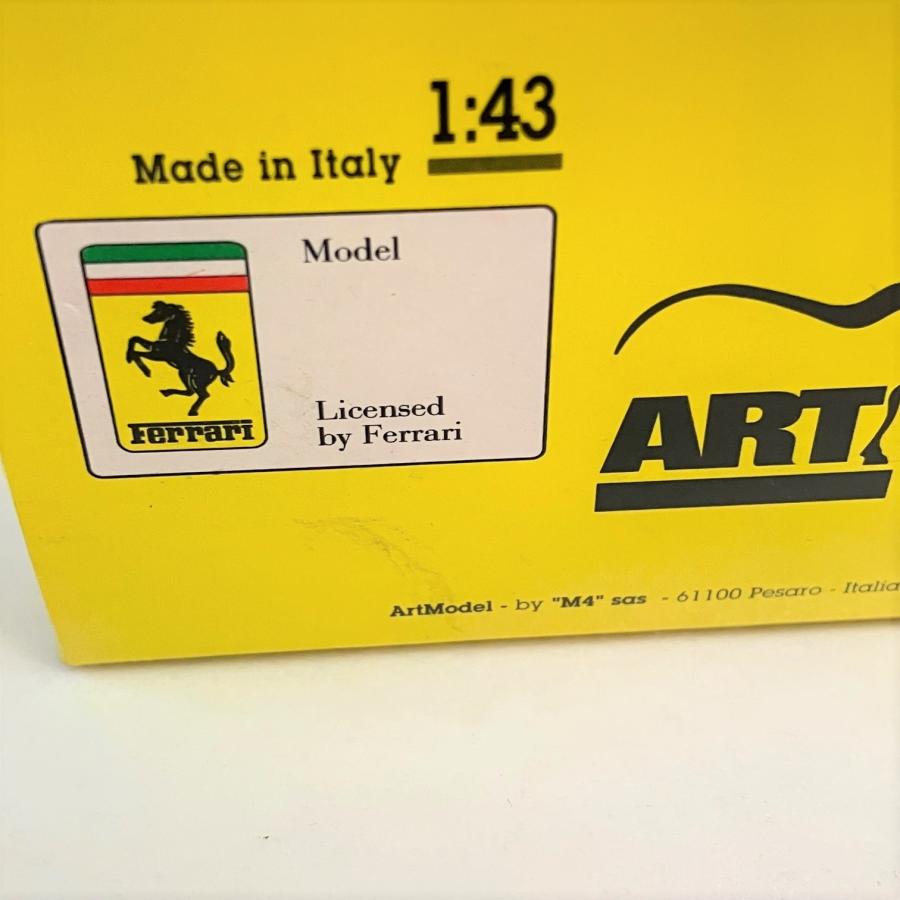 1:43
Made in Italy
Model
Ferrari
Licensed
by Ferrari
ART
ArtModel - by "M4" sas - 61100 Pesaro - Italia